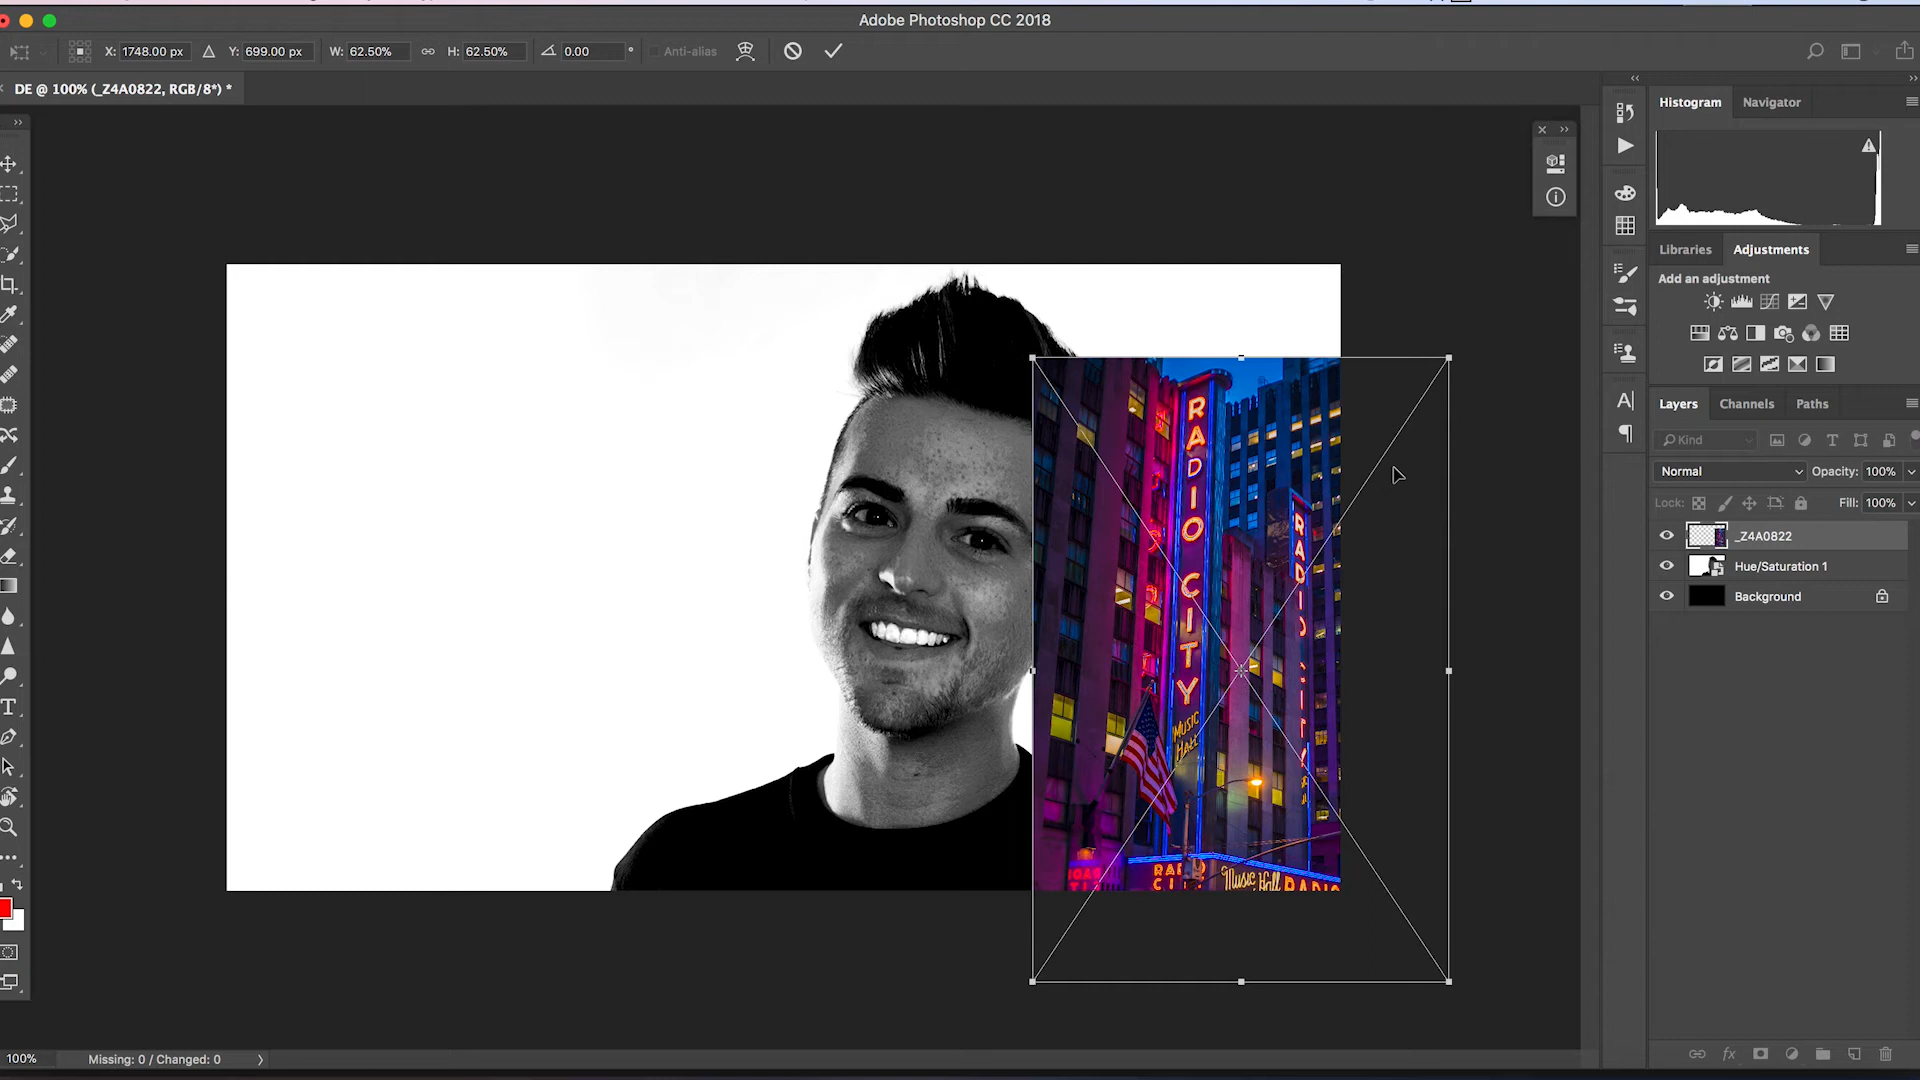 Adobe Photoshop CC 2018
X: 1748.00 px Y: 699.00 px W: 62.50% H: 62.50% 0.00 ° Anti-alias
DE @ 100% (_Z4A0822, RGB/8*) *
Histogram Navigator
Libraries Adjustments
Add an adjustment
Layers Channels Paths
Kind
Normal Opacity: 100%
Lock: Fill: 100%
_Z4A0822
Hue/Saturation 1
Background
RADIO CITY
MUSIC
HALL
RADIO CITY
Music Hall RADIO
100% Missing: 0 / Changed: 0